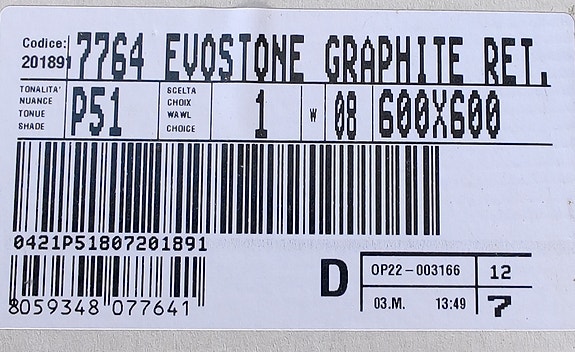 Codice: 7764 EVOSTONE GRAPHITE RET.
201891
TONALITA' P51 SCELTA 1 W 08 600X600
NUANCE CHOIX
TONUE WAWL
SHADE CHOICE
0421P51807201891
D OP22-003166 12
03.M. 13:49 7
8059348 077641